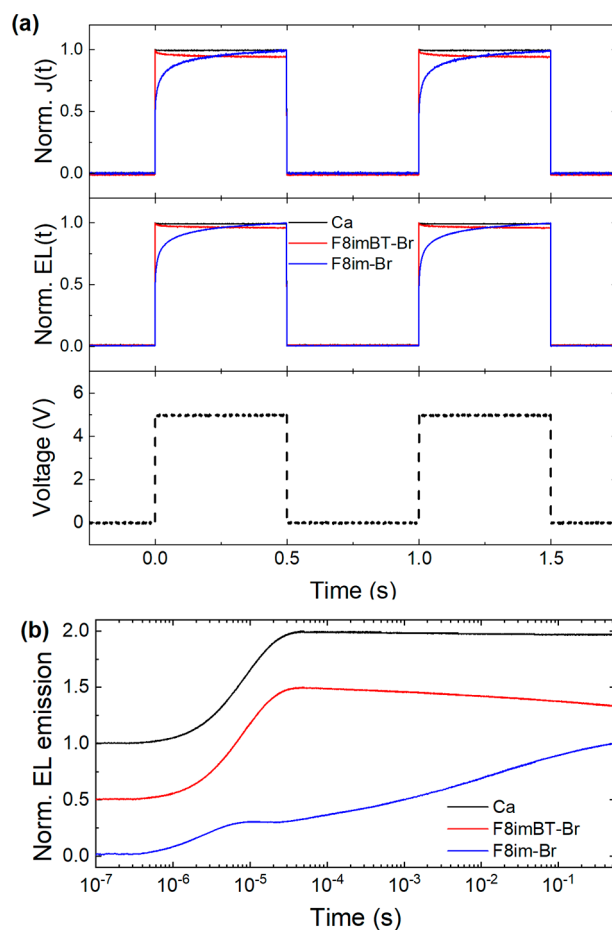 (a)
Norm. J(t)
1.0
0.5
0.0
Norm. EL(t)
1.0
0.5
0.0
Ca
F8imBT-Br
F8im-Br
Voltage (V)
6
4
2
0
0.0 0.5 1.0 1.5
Time (s)
(b)
Norm. EL emission
2.0
1.5
1.0
0.5
0.0
Ca
F8imBT-Br
F8im-Br
10⁻⁷ 10⁻⁶ 10⁻⁵ 10⁻⁴ 10⁻³ 10⁻² 10⁻¹
Time (s)